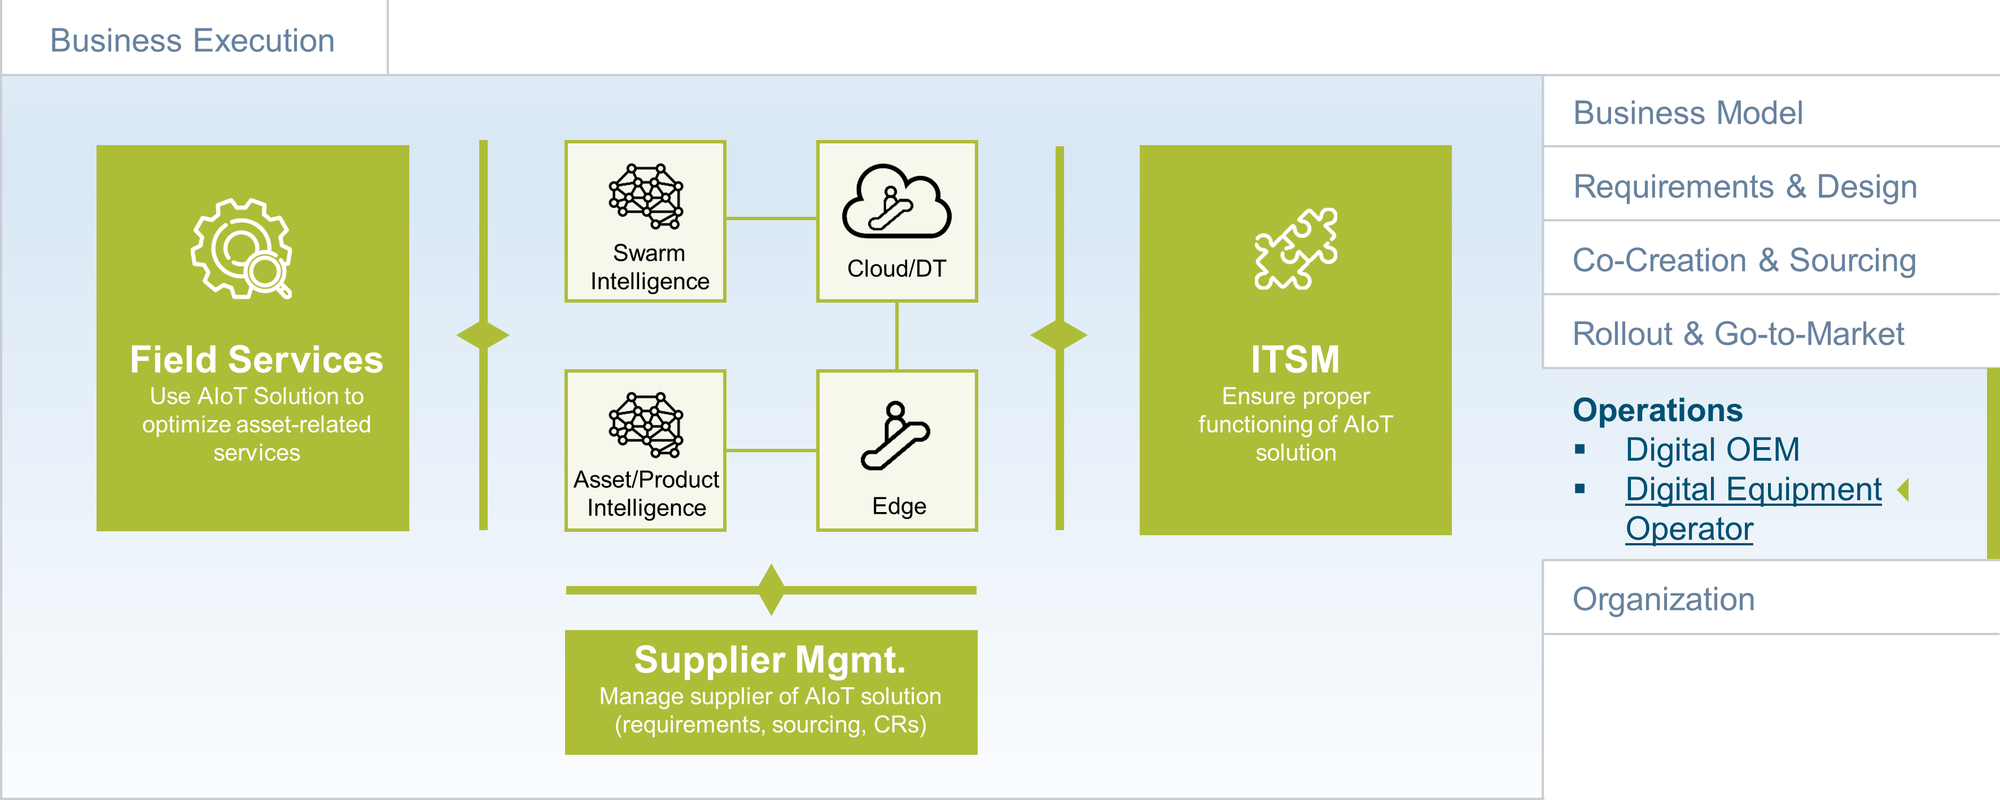 Business Execution
Field Services
Use AIoT Solution to
optimize asset-related
services
Swarm
Intelligence
Cloud/DT
Asset/Product
Intelligence
Edge
ITSM
Ensure proper
functioning of AIoT
solution
Supplier Mgmt.
Manage supplier of AIoT solution
(requirements, sourcing, CRs)
Business Model
Requirements & Design
Co-Creation & Sourcing
Rollout & Go-to-Market
Operations
▪ Digital OEM
▪ Digital Equipment
Operator
Organization